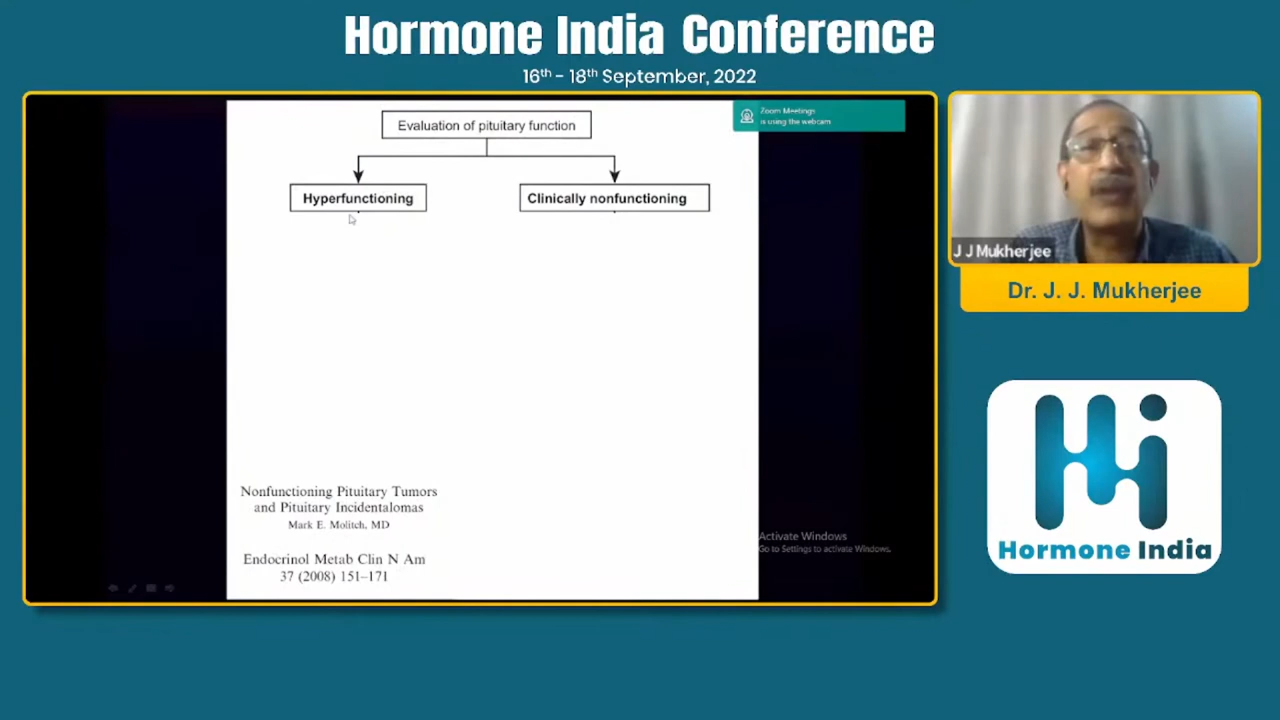 Hormone India Conference
16th - 18th September, 2022
Zoom Meetings
is using the webcam
Evaluation of pituitary function
Hyperfunctioning
Clinically nonfunctioning
Nonfunctioning Pituitary Tumors
and Pituitary Incidentalomas
Mark E. Molitch, MD
Endocrinol Metab Clin N Am
37 (2008) 151–171
Activate Windows
Go to Settings to activate Windows.
J J Mukherjee
Dr. J. J. Mukherjee
Hormone India